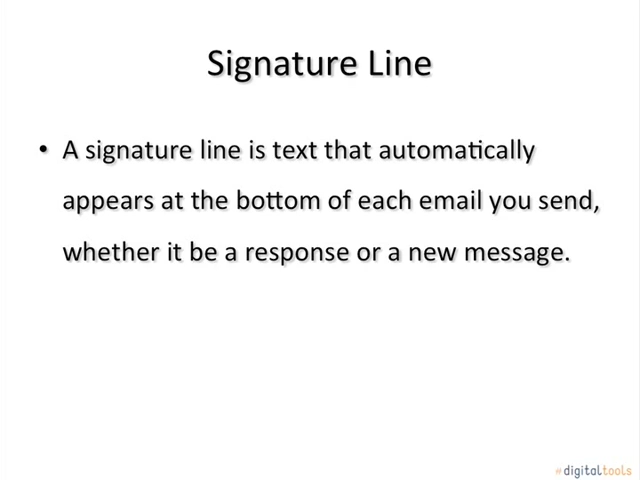 Signature Line
• A signature line is text that automatically
appears at the bottom of each email you send,
whether it be a response or a new message.
#digitaltools